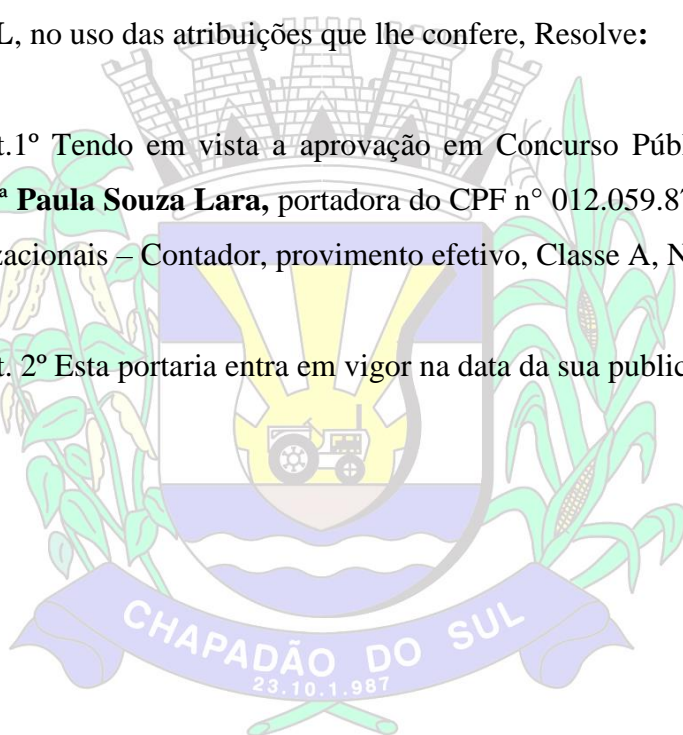 L, no uso das atribuições que lhe confere, Resolve:
t.1º Tendo em vista a aprovação em Concurso Públ
ª Paula Souza Lara, portadora do CPF n° 012.059.87
zacionais – Contador, provimento efetivo, Classe A, N
t. 2º Esta portaria entra em vigor na data da sua public
CHAPADÃO DO SUL
23.10.1.987